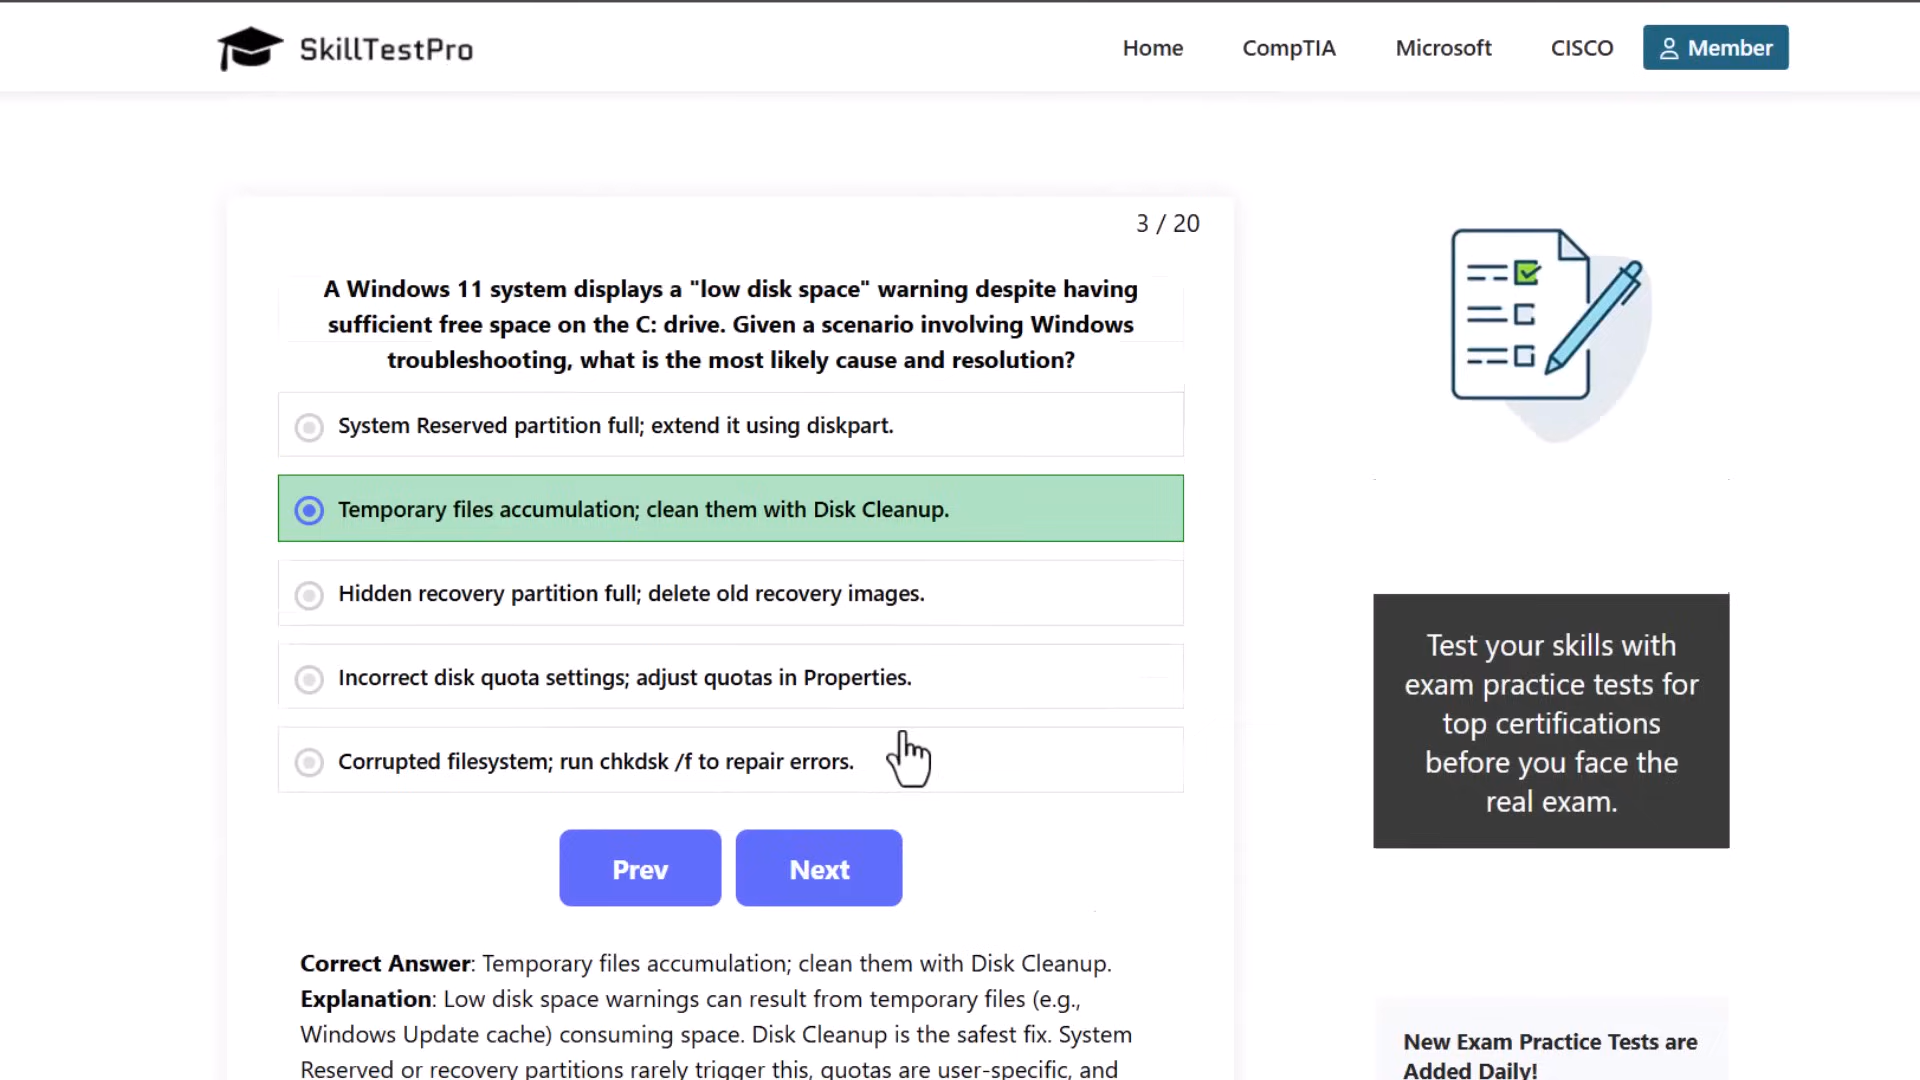 SkillTestPro
Home
CompTIA
Microsoft
CISCO
Member
3 / 20
A Windows 11 system displays a "low disk space" warning despite having
sufficient free space on the C: drive. Given a scenario involving Windows
troubleshooting, what is the most likely cause and resolution?
System Reserved partition full; extend it using diskpart.
Temporary files accumulation; clean them with Disk Cleanup.
Hidden recovery partition full; delete old recovery images.
Incorrect disk quota settings; adjust quotas in Properties.
Corrupted filesystem; run chkdsk /f to repair errors.
Prev
Next
Correct Answer: Temporary files accumulation; clean them with Disk Cleanup.
Explanation: Low disk space warnings can result from temporary files (e.g.,
Windows Update cache) consuming space. Disk Cleanup is the safest fix. System
Reserved or recovery partitions rarely trigger this, quotas are user-specific, and
Test your skills with
exam practice tests for
top certifications
before you face the
real exam.
New Exam Practice Tests are
Added Daily!